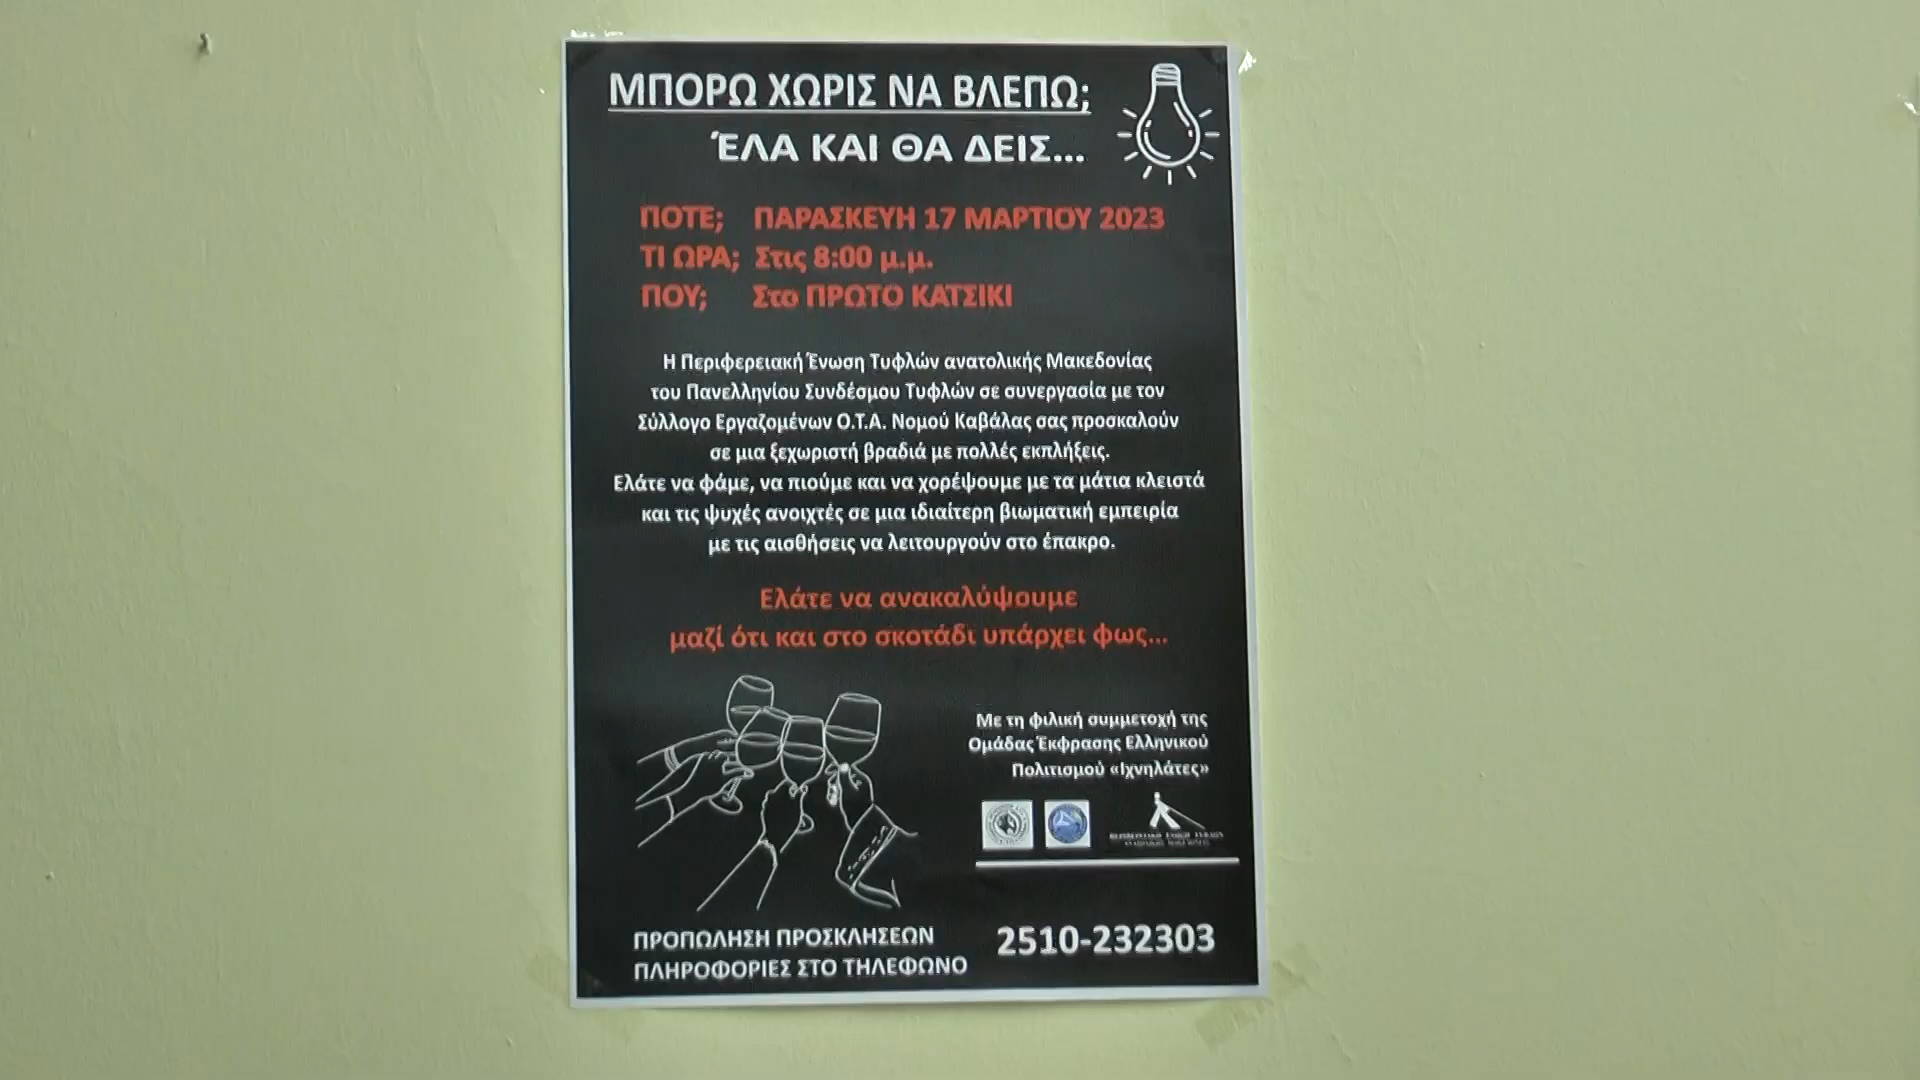 ΜΠΟΡΩ ΧΩΡΙΣ ΝΑ ΒΛΕΠΩ;
ΈΛΑ ΚΑΙ ΘΑ ΔΕΙΣ...
ΠΟΤΕ; ΠΑΡΑΣΚΕΥΗ 17 ΜΑΡΤΙΟΥ 2023
ΤΙ ΩΡΑ; Στις 8:00 μ.μ.
ΠΟΥ; Στο ΠΡΩΤΟ ΚΑΤΣΙΚΙ
Η Περιφερειακή Ένωση Τυφλών ανατολικής Μακεδονίας
του Πανελληνίου Συνδέσμου Τυφλών σε συνεργασία με τον
Σύλλογο Εργαζομένων Ο.Τ.Α. Νομού Καβάλας σας προσκαλούν
σε μια ξεχωριστή βραδιά με πολλές εκπλήξεις.
Ελάτε να φάμε, να πιούμε και να χορέψουμε με τα μάτια κλειστά
και τις ψυχές ανοιχτές σε μια ιδιαίτερη βιωματική εμπειρία
με τις αισθήσεις να λειτουργούν στο έπακρο.
Ελάτε να ανακαλύψουμε
μαζί ότι και στο σκοτάδι υπάρχει φως...
Με τη φιλική συμμετοχή της
Ομάδας Έκφρασης Ελληνικού
Πολιτισμού «Ιχνηλάτες»
ΠΡΟΠΩΛΗΣΗ ΠΡΟΣΚΛΗΣΕΩΝ
ΠΛΗΡΟΦΟΡΙΕΣ ΣΤΟ ΤΗΛΕΦΩΝΟ
2510-232303